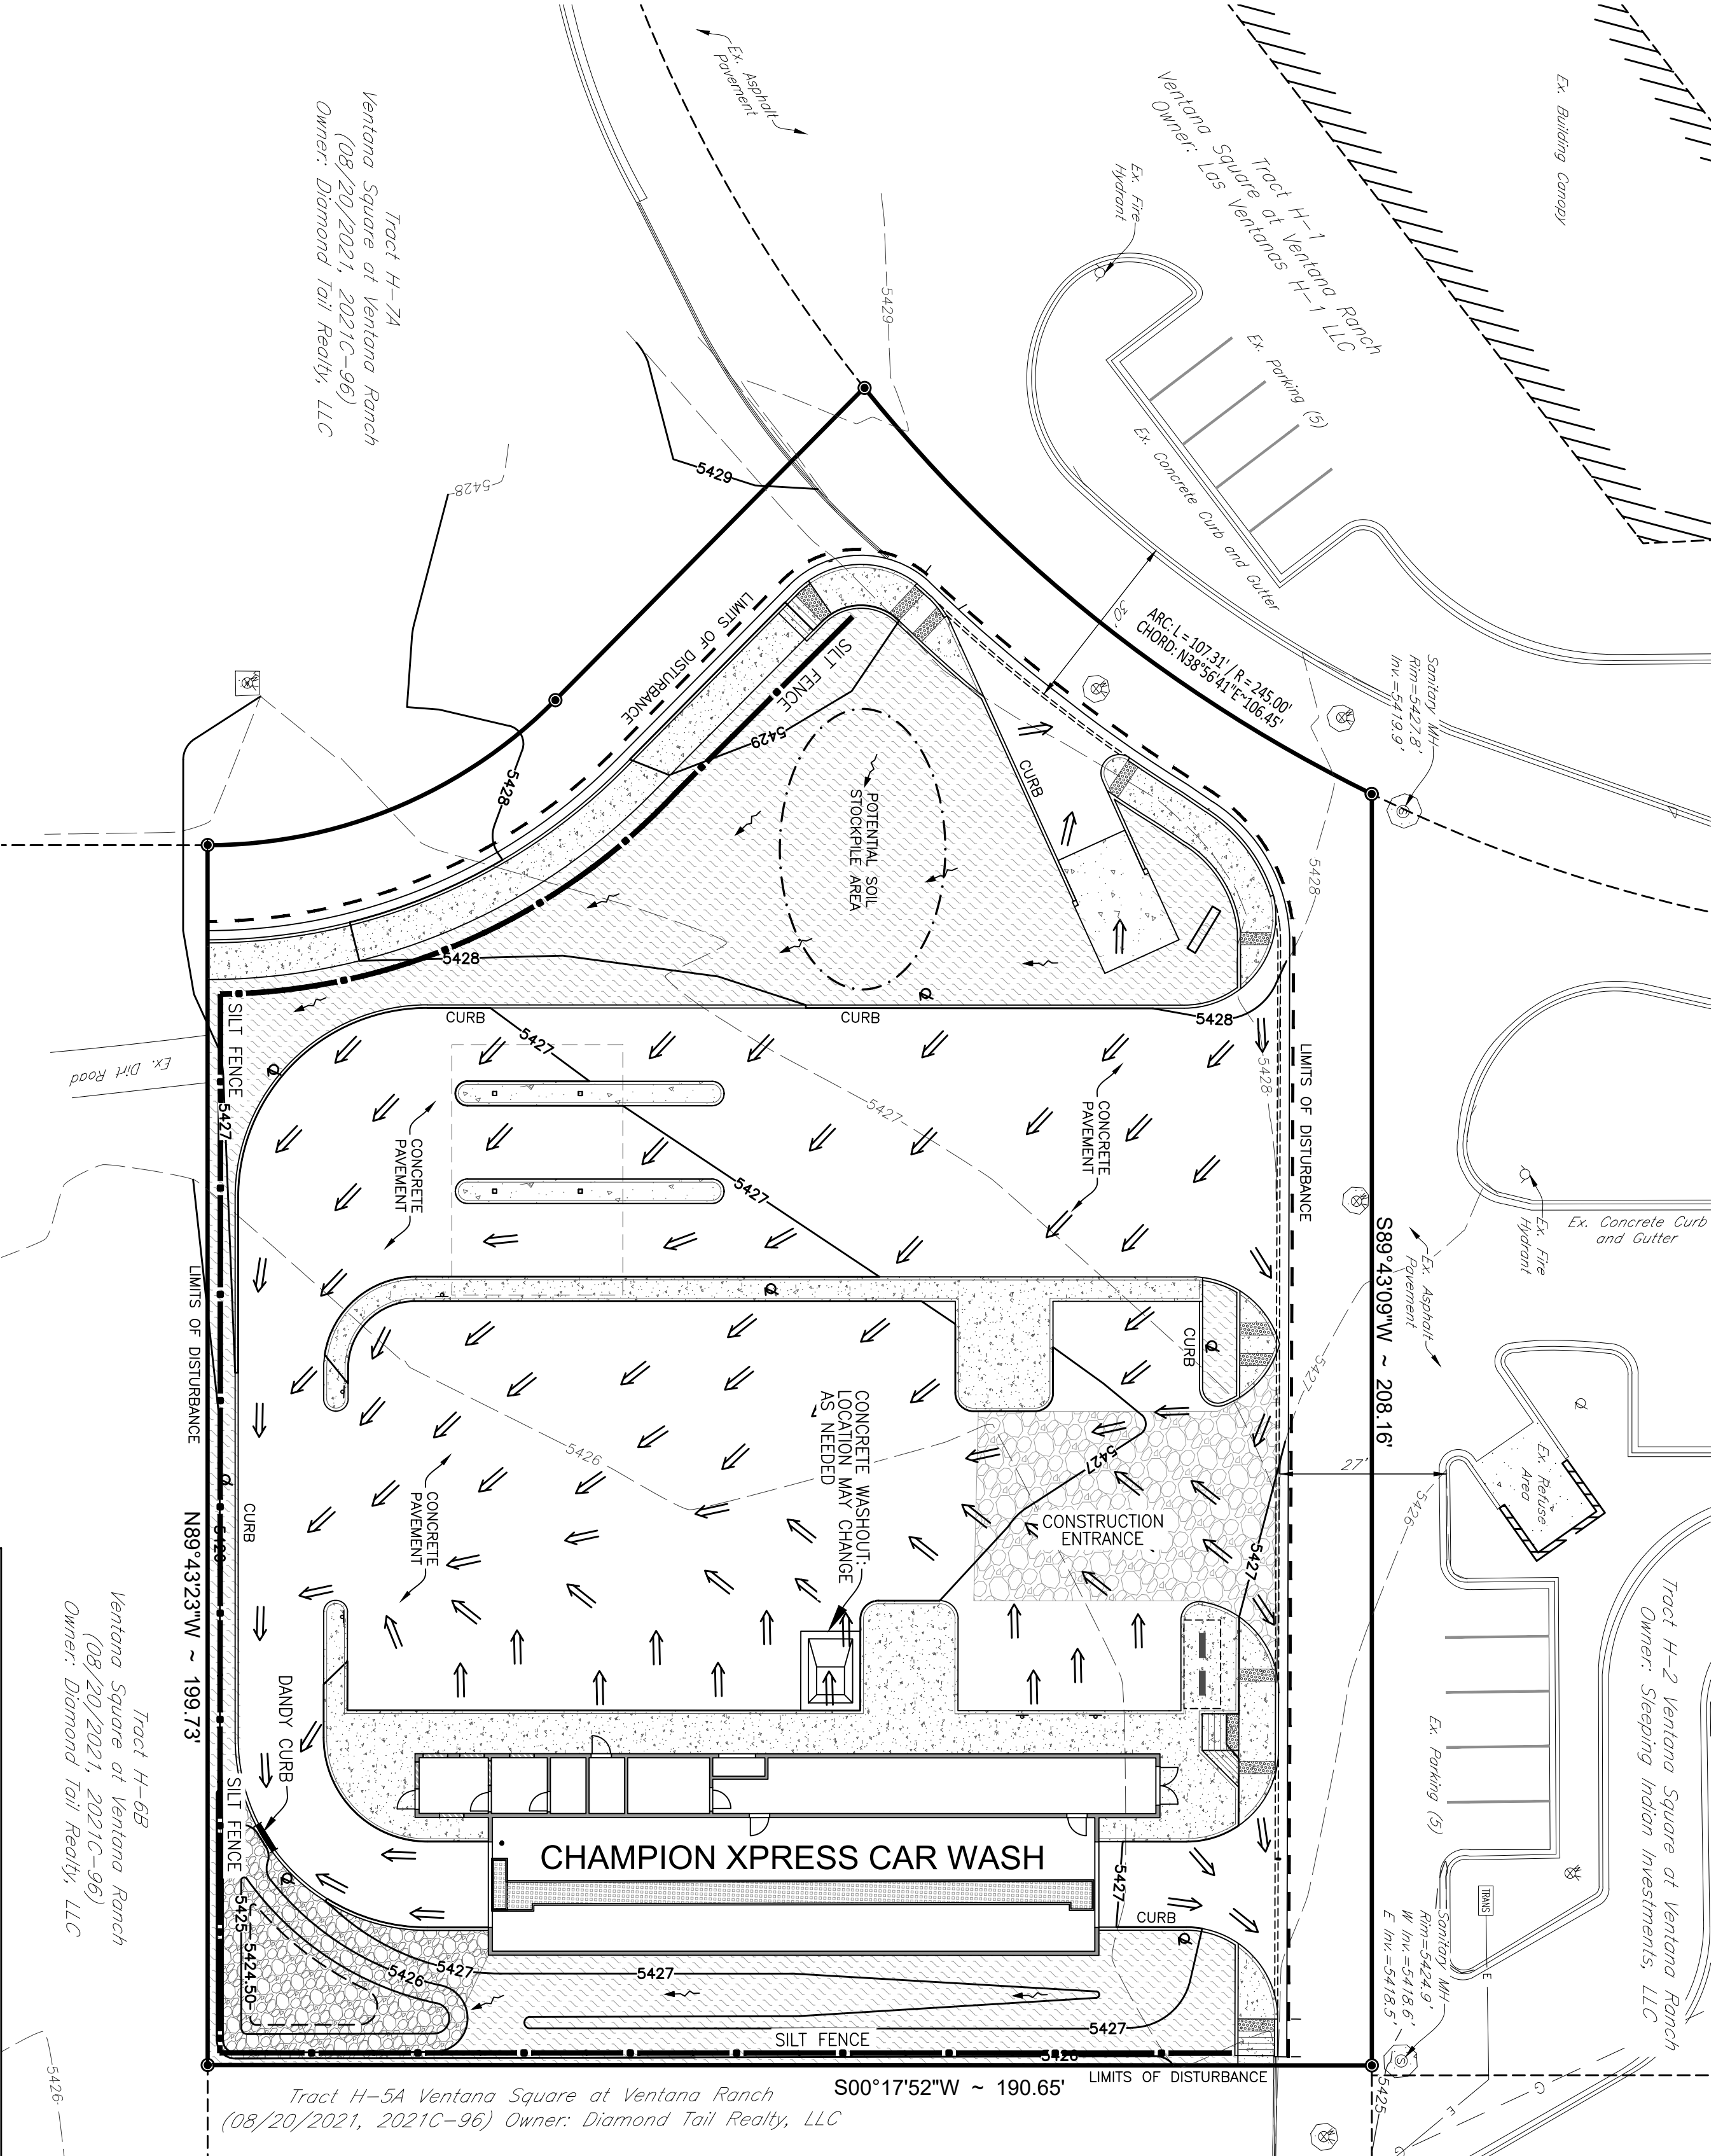 Ex. Asphalt
Pavement
Ex. Building Canopy
Tract H-1
Ventana Square at Ventana Ranch
Owner: Las Ventanas H-1 LLC
Ex. Fire
Hydrant
Tract H-7A
Ventana Square at Ventana Ranch
(08/20/2021, 2021C-96)
Owner: Diamond Tail Realty, LLC
5429
Ex. Parking (5)
Ex. Concrete Curb and Gutter
5429
5428
30'
ARC: L = 107.31' / R = 245.00'
CHORD: N38°56'41"E~106.45'
Sanitary MH
Rim=5427.8'
Inv.=5419.9'
LIMITS OF DISTURBANCE
SILT FENCE
5429
5428
CURB
POTENTIAL SOIL
STOCKPILE AREA
5428
5428
SILT FENCE
CURB
CURB
5428
5427
5428
LIMITS OF DISTURBANCE
Ex. Dirt Road
5427
5427
CONCRETE
PAVEMENT
CONCRETE
PAVEMENT
5427
Ex. Fire
Hydrant
Ex. Concrete Curb
and Gutter
Ex. Asphalt
Pavement
S89°43'09"W ~ 208.16'
LIMITS OF DISTURBANCE
CURB
5427
CONCRETE WASHOUT:
LOCATION MAY CHANGE
AS NEEDED
5426
5427
27'
Ex. Refuse
Area
5426
CONSTRUCTION
ENTRANCE
CONCRETE
PAVEMENT
CURB
5427
N89°43'23"W ~ 199.73'
Tract H-6B
Ventana Square at Ventana Ranch
(08/20/2021, 2021C-96)
Owner: Diamond Tail Realty, LLC
Tract H-2 Ventana Square at Ventana Ranch
Owner: Sleeping Indian Investments, LLC
Ex. Parking (5)
DANDY CURB
SILT FENCE
CHAMPION XPRESS CAR WASH
5427
CURB
TRANS
E
Sanitary MH
Rim=5424.9'
W Inv.=5418.6'
E Inv.=5418.5'
5425
5424.50
5426
5427
5427
5427
SILT FENCE
LIMITS OF DISTURBANCE
S00°17'52"W ~ 190.65'
Tract H-5A Ventana Square at Ventana Ranch
(08/20/2021, 2021C-96) Owner: Diamond Tail Realty, LLC
5426
5425
S
G
E
G